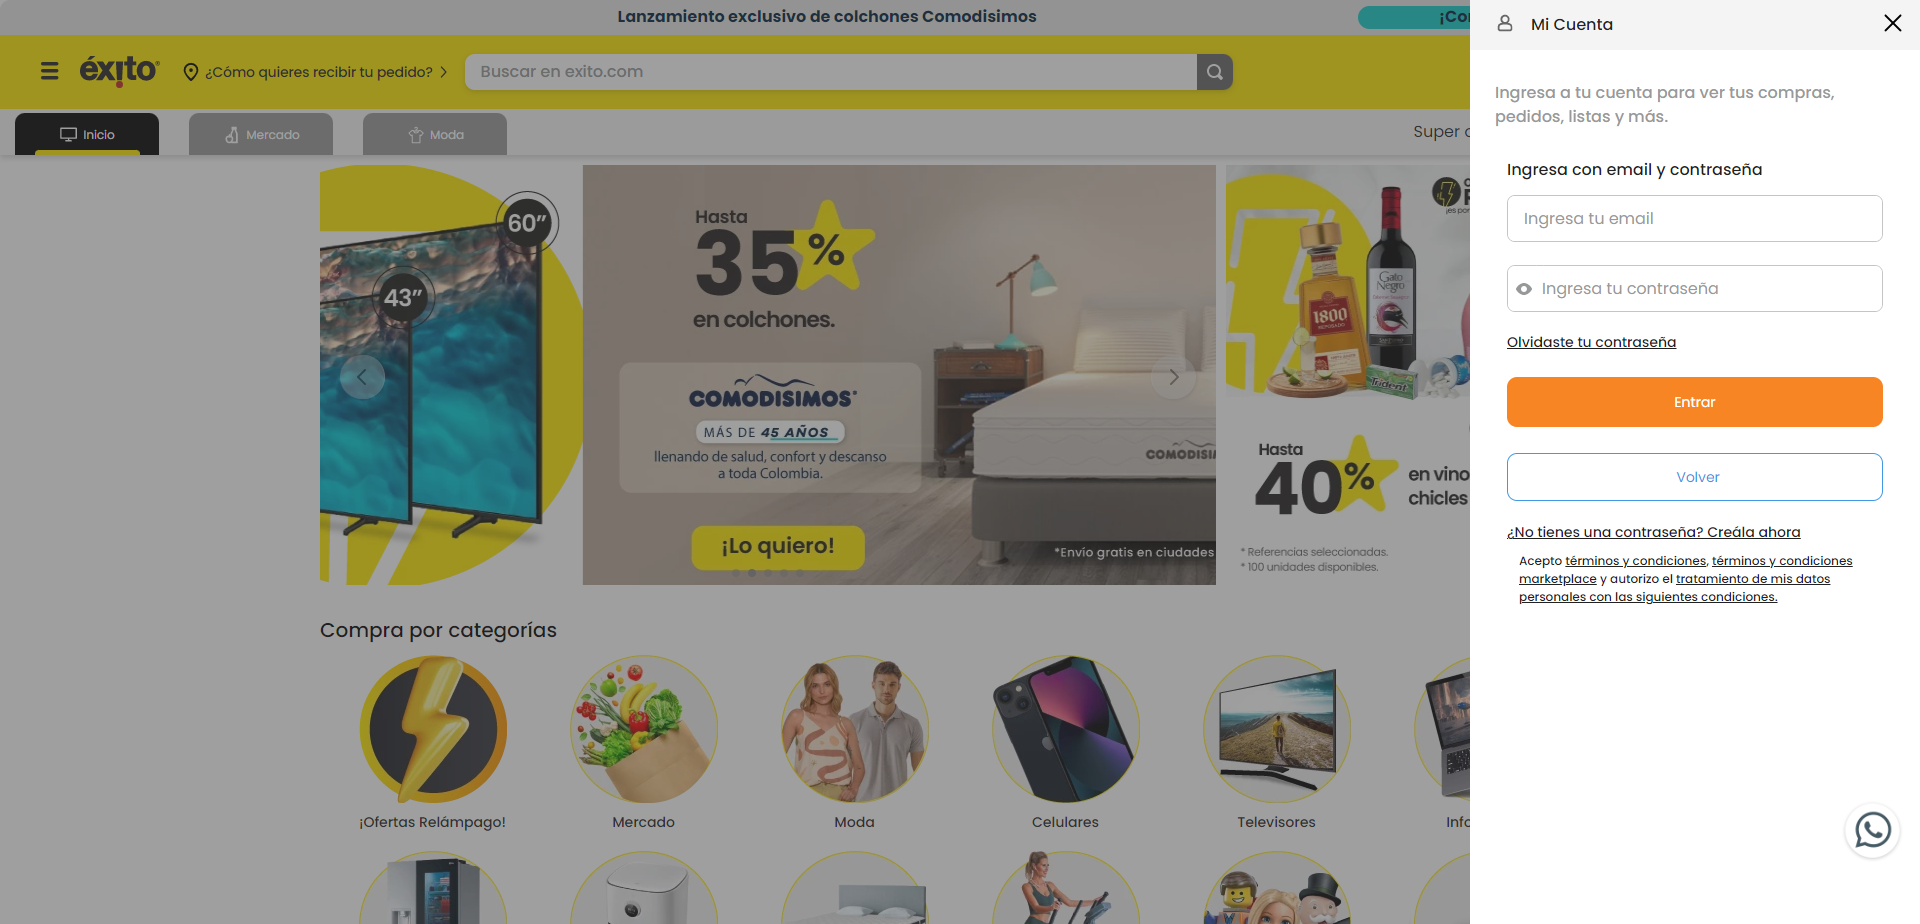 Lanzamiento exclusivo de colchones Comodisimos
Mi Cuenta
éxito
¿Cómo quieres recibir tu pedido?
Buscar en exito.com
Inicio
Mercado
Moda
Ingresa a tu cuenta para ver tus compras,
pedidos, listas y más.
Ingresa con email y contraseña
Ingresa tu email
Ingresa tu contraseña
Olvidaste tu contraseña
Entrar
Volver
¿No tienes una contraseña? Creála ahora
Acepto términos y condiciones, términos y condiciones
marketplace y autorizo el tratamiento de mis datos
personales con las siguientes condiciones.
60”
43”
Hasta
35%
en colchones.
COMODISIMOS
MÁS DE 45 AÑOS
llenando de salud, confort y descanso
a toda Colombia.
¡Lo quiero!
*Envío gratis en ciudades
Gato
Negro
1800
REPOSADO
Trident
Hasta
40%
en vino
chicles
* Referencias seleccionadas.
* 100 unidades disponibles.
Super
Compra por categorías
¡Ofertas Relámpago!
Mercado
Moda
Celulares
Televisores